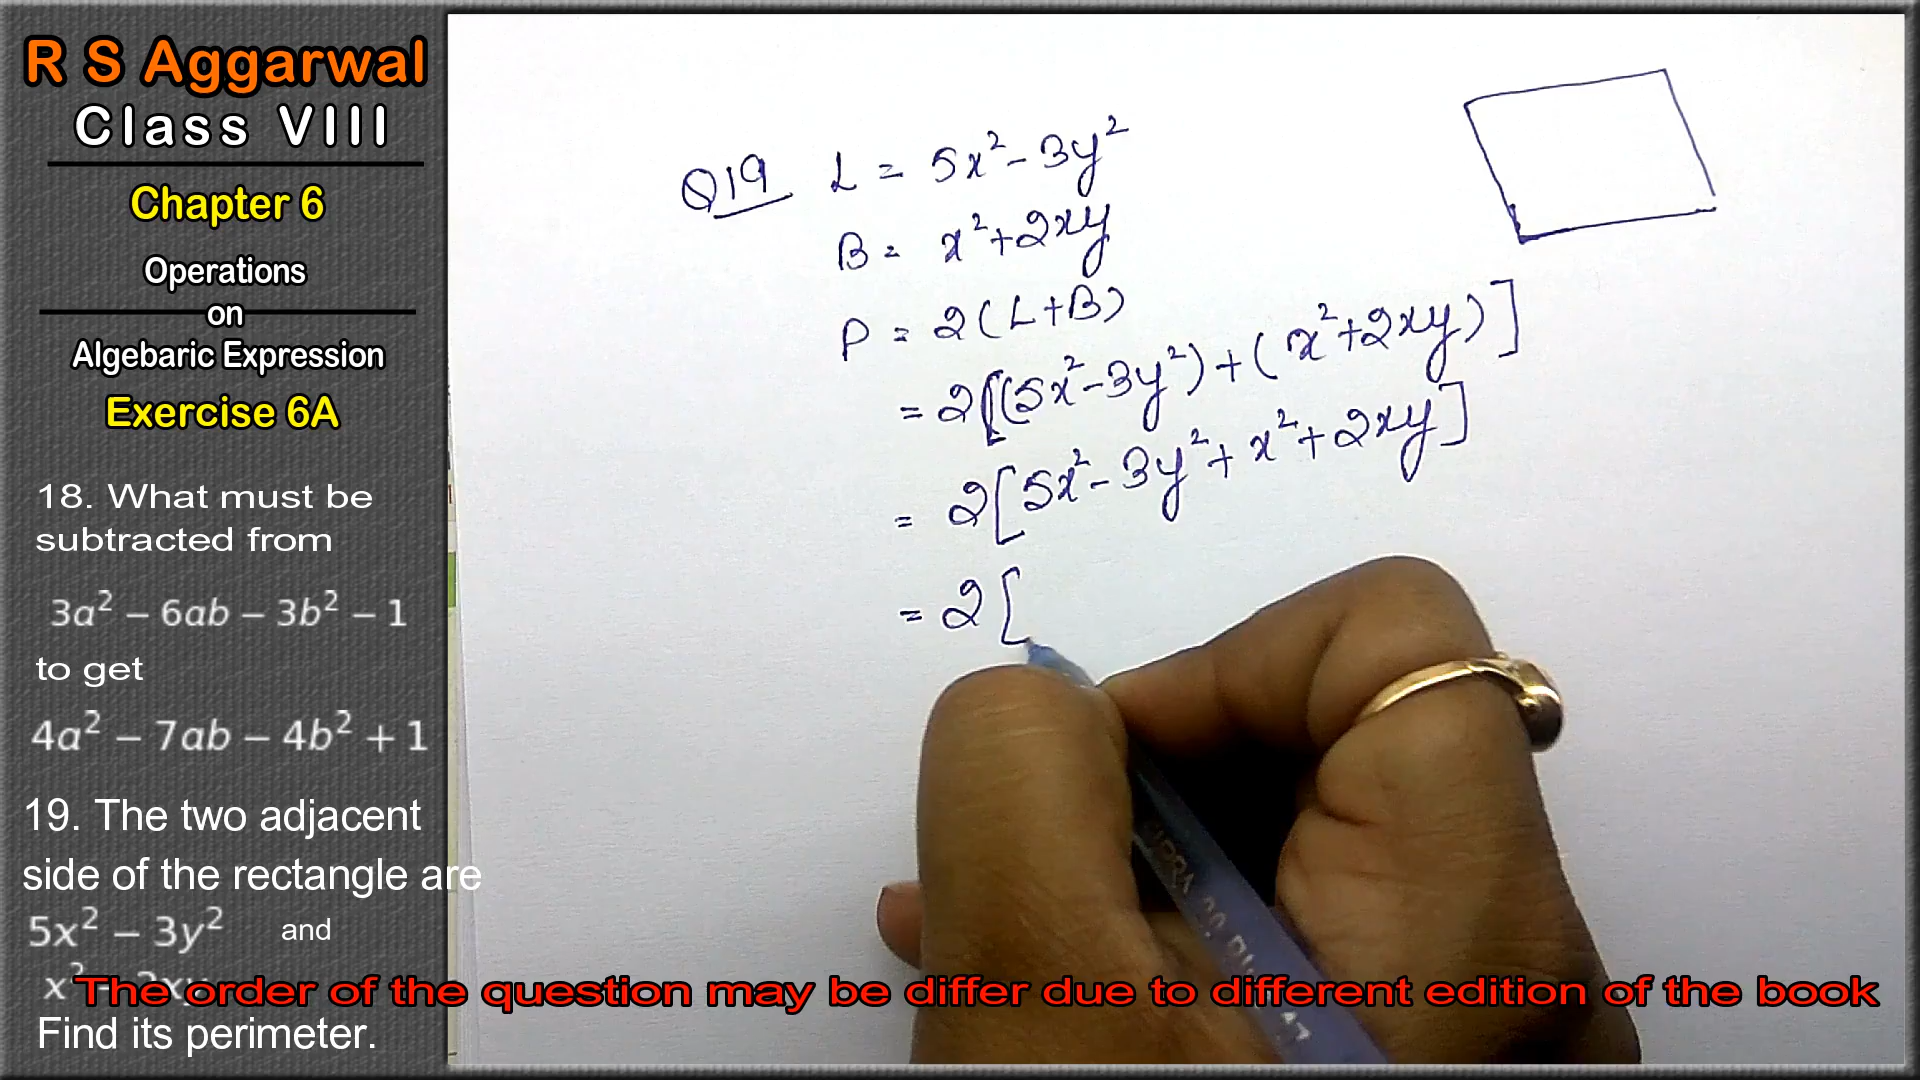 R S Aggarwal
Class VIII
Chapter 6
Operations
on
Algebaric Expression
Exercise 6A
18. What must be
subtracted from
3a² − 6ab − 3b² − 1
to get
4a² − 7ab − 4b² + 1
19. The two adjacent
side of the rectangle are
5x² − 3y² and
Find its perimeter.
Q19 L = 5x² - 3y²
B = x² + 2xy
P = 2(L+B)
= 2[(5x² - 3y²) + (x² + 2xy)]
= 2[5x² - 3y² + x² + 2xy]
= 2[
The order of the question may be differ due to different edition of the book